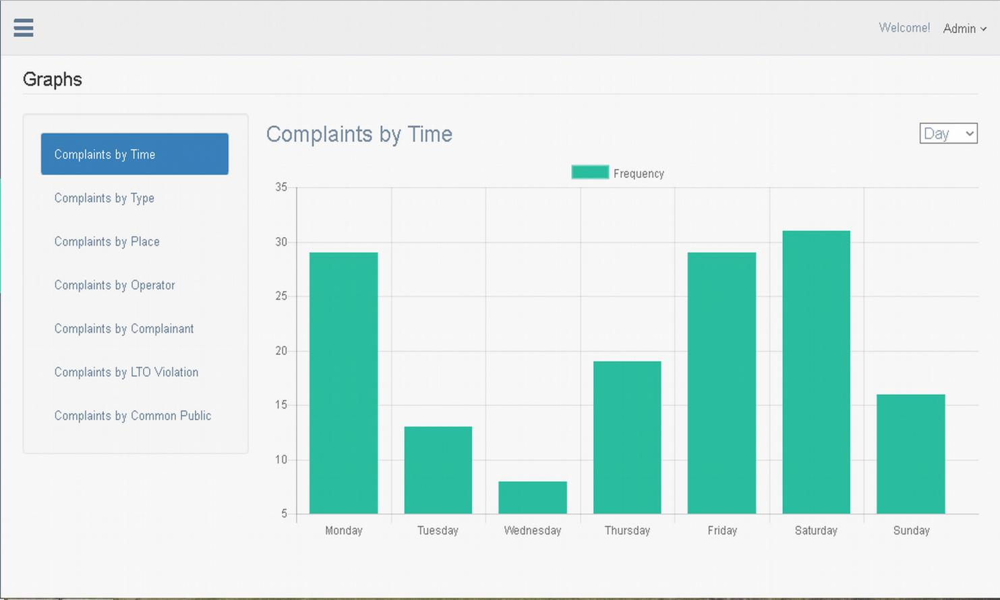 Welcome! Admin
Graphs
Complaints by Time
Complaints by Type
Complaints by Place
Complaints by Operator
Complaints by Complainant
Complaints by LTO Violation
Complaints by Common Public
Complaints by Time
Day
Frequency
35
30
25
20
15
10
5
Monday Tuesday Wednesday Thursday Friday Saturday Sunday